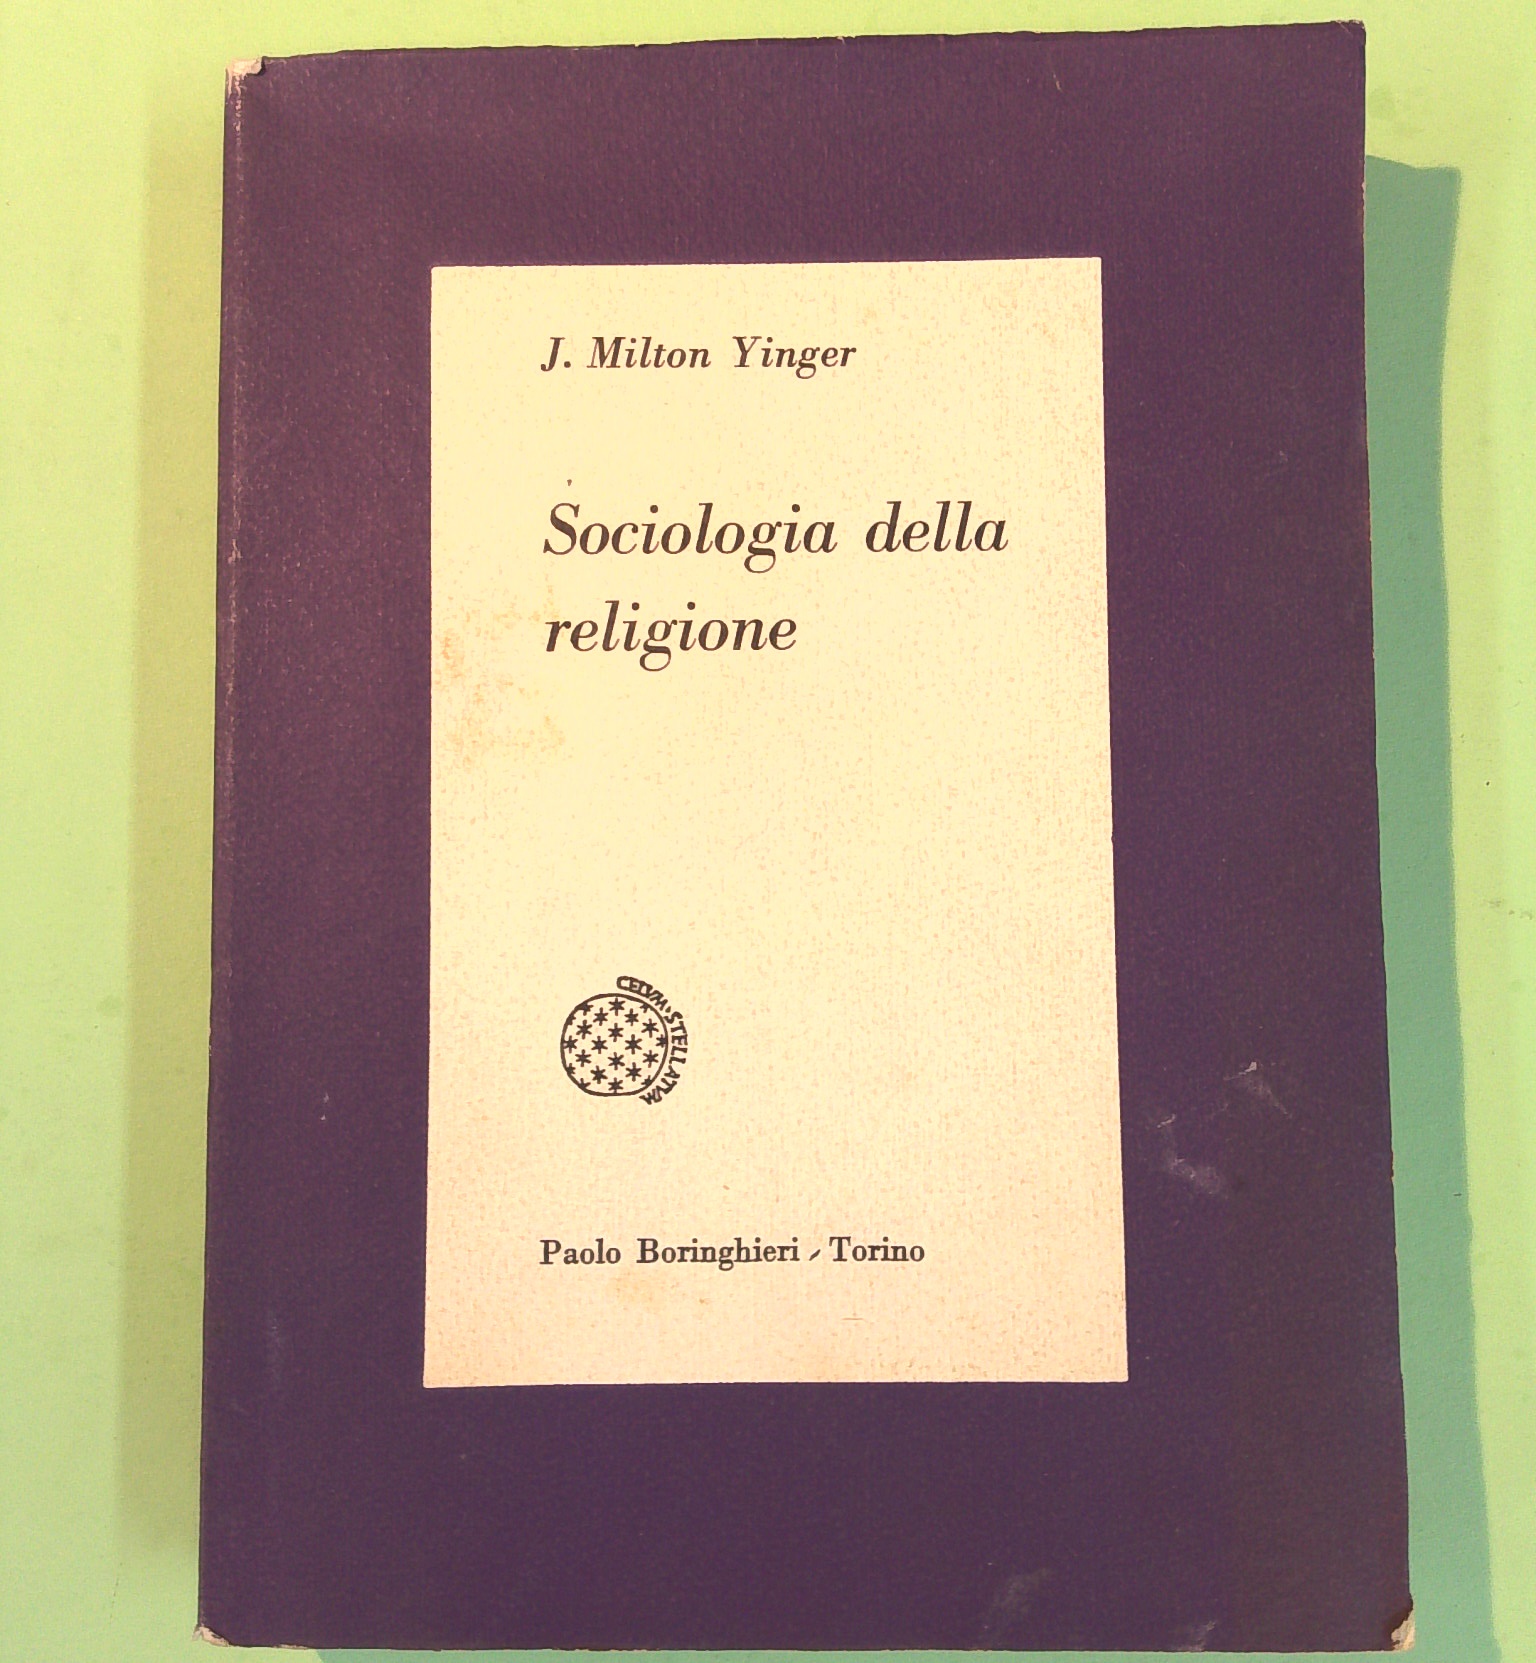 J. Milton Yinger
Sociologia della
religione
CELVM·STELLATVM
Paolo Boringhieri - Torino